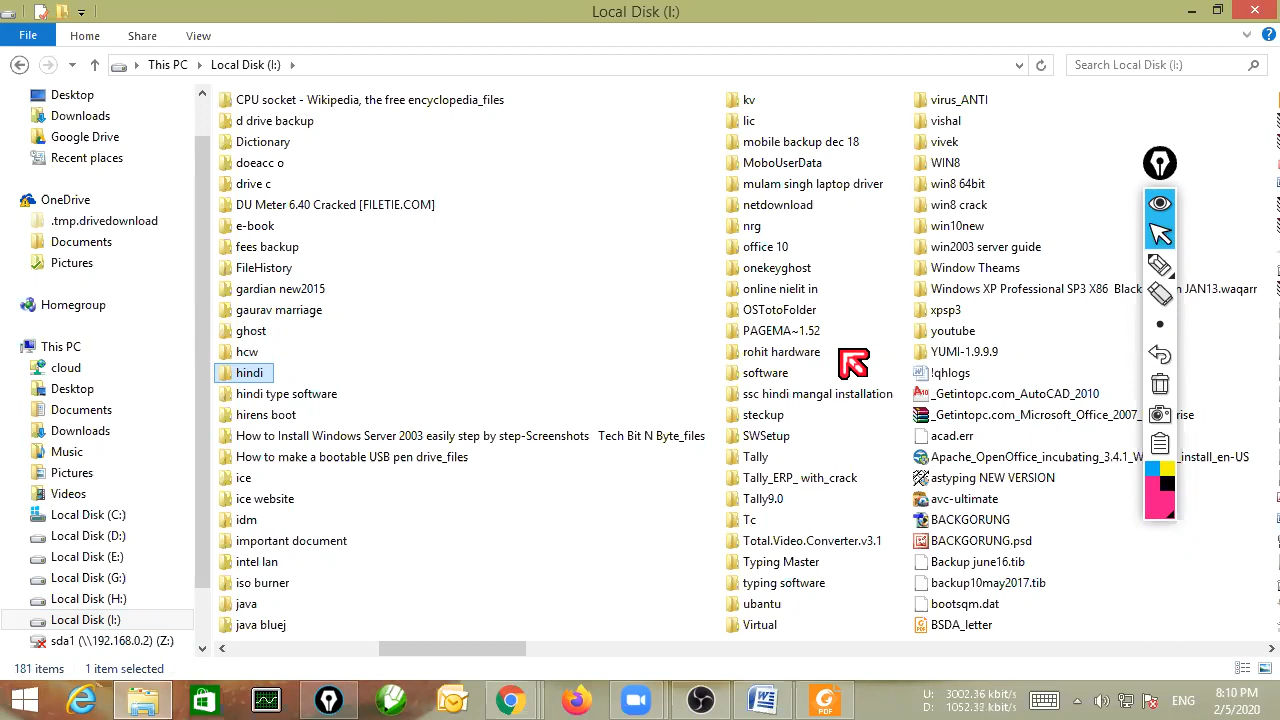 Local Disk (I:)
File Home Share View
This PC Local Disk (I:) Search Local Disk (I:)
Desktop
Downloads
Google Drive
Recent places
OneDrive
.tmp.drivedownload
Documents
Pictures
Homegroup
This PC
cloud
Desktop
Documents
Downloads
Music
Pictures
Videos
Local Disk (C:)
Local Disk (D:)
Local Disk (E:)
Local Disk (G:)
Local Disk (H:)
Local Disk (I:)
sda1 (\\192.168.0.2) (Z:)
CPU socket - Wikipedia, the free encyclopedia_files
d drive backup
Dictionary
doeacc o
drive c
DU Meter 6.40 Cracked [FILETIE.COM]
e-book
fees backup
FileHistory
gardian new2015
gaurav marriage
ghost
hcw
hindi
hindi type software
hirens boot
How to Install Windows Server 2003 easily step by step-Screenshots Tech Bit N Byte_files
How to make a bootable USB pen drive_files
ice
ice website
idm
important document
intel lan
iso burner
java
java bluej
kv
lic
mobile backup dec 18
MoboUserData
mulam singh laptop driver
netdownload
nrg
office 10
onekeyghost
online nielit in
OSTotoFolder
PAGEMA~1.52
rohit hardware
software
ssc hindi mangal installation
steckup
SWSetup
Tally
Tally_ERP_ with_crack
Tally9.0
Tc
Total.Video.Converter.v3.1
Typing Master
typing software
ubantu
Virtual
virus_ANTI
vishal
vivek
WIN8
win8 64bit
win8 crack
win10new
win2003 server guide
Window Theams
Windows XP Professional SP3 X86 Black n JAN13.waqarr
xpsp3
youtube
YUMI-1.9.9.9
!qhlogs
_Getintopc.com_AutoCAD_2010
_Getintopc.com_Microsoft_Office_2007_ rise
acad.err
Apache_OpenOffice_incubating_3.4.1_W _install_en-US
astyping NEW VERSION
avc-ultimate
BACKGORUNG
BACKGORUNG.psd
Backup june16.tib
backup10may2017.tib
bootsqm.dat
BSDA_letter
181 items 1 item selected
U: 3002.36 kbit/s
D: 1052.33 kbit/s
ENG
8:10 PM
2/5/2020